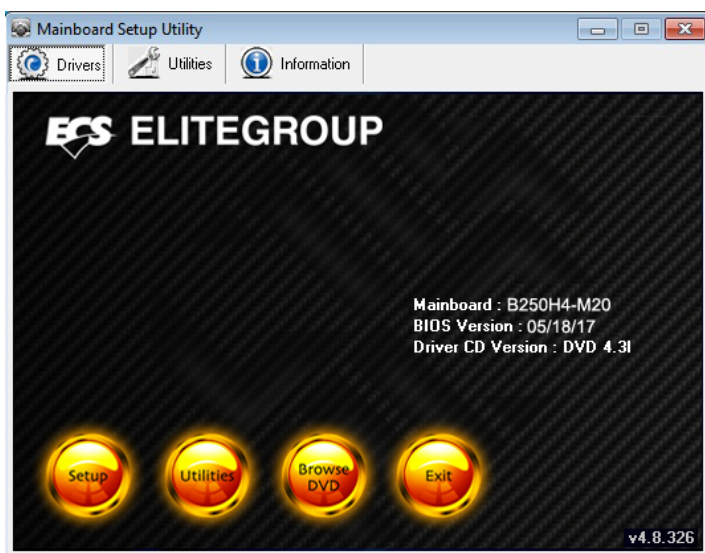 Mainboard Setup Utility
Drivers Utilities Information
ECS ELITEGROUP
Mainboard : B250H4-M20
BIOS Version : 05/18/17
Driver CD Version : DVD 4.3I
Setup Utilities Browse DVD Exit
v4.8.326